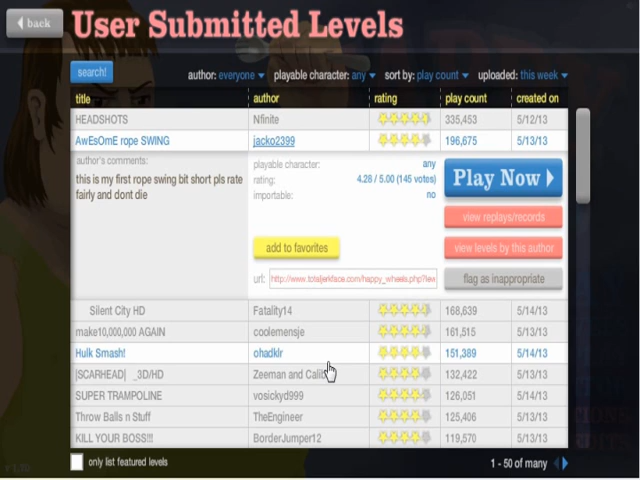 back
User Submitted Levels
search!
author: everyone playable character: any sort by: play count uploaded: this week
title author rating play count created on
HEADSHOTS Nfinite 335,453 5/12/13
AwEsOmE rope SWING jacko2399 196,675 5/13/13
author's comments:
this is my first rope swing bit short pls rate
fairly and dont die
playable character: any
rating: 4.28 / 5.00 (145 votes)
importable: no
Play Now
view replays/records
add to favorites
view levels by this author
url: http://www.totaljerkface.com/happy_wheels.php?lev
flag as inappropriate
Silent City HD Fatality14 168,639 5/14/13
make10,000,000 AGAIN coolemensje 161,515 5/13/13
Hulk Smash! ohadklr 151,389 5/14/13
|SCARHEAD| _3D/HD Zeeman and 132,422 5/13/13
SUPER TRAMPOLINE vosickyd999 126,051 5/14/13
Throw Balls n Stuff TheEngineer 125,406 5/13/13
KILL YOUR BOSS!!! BorderJumper12 119,570 5/13/13
only list featured levels
1 - 50 of many